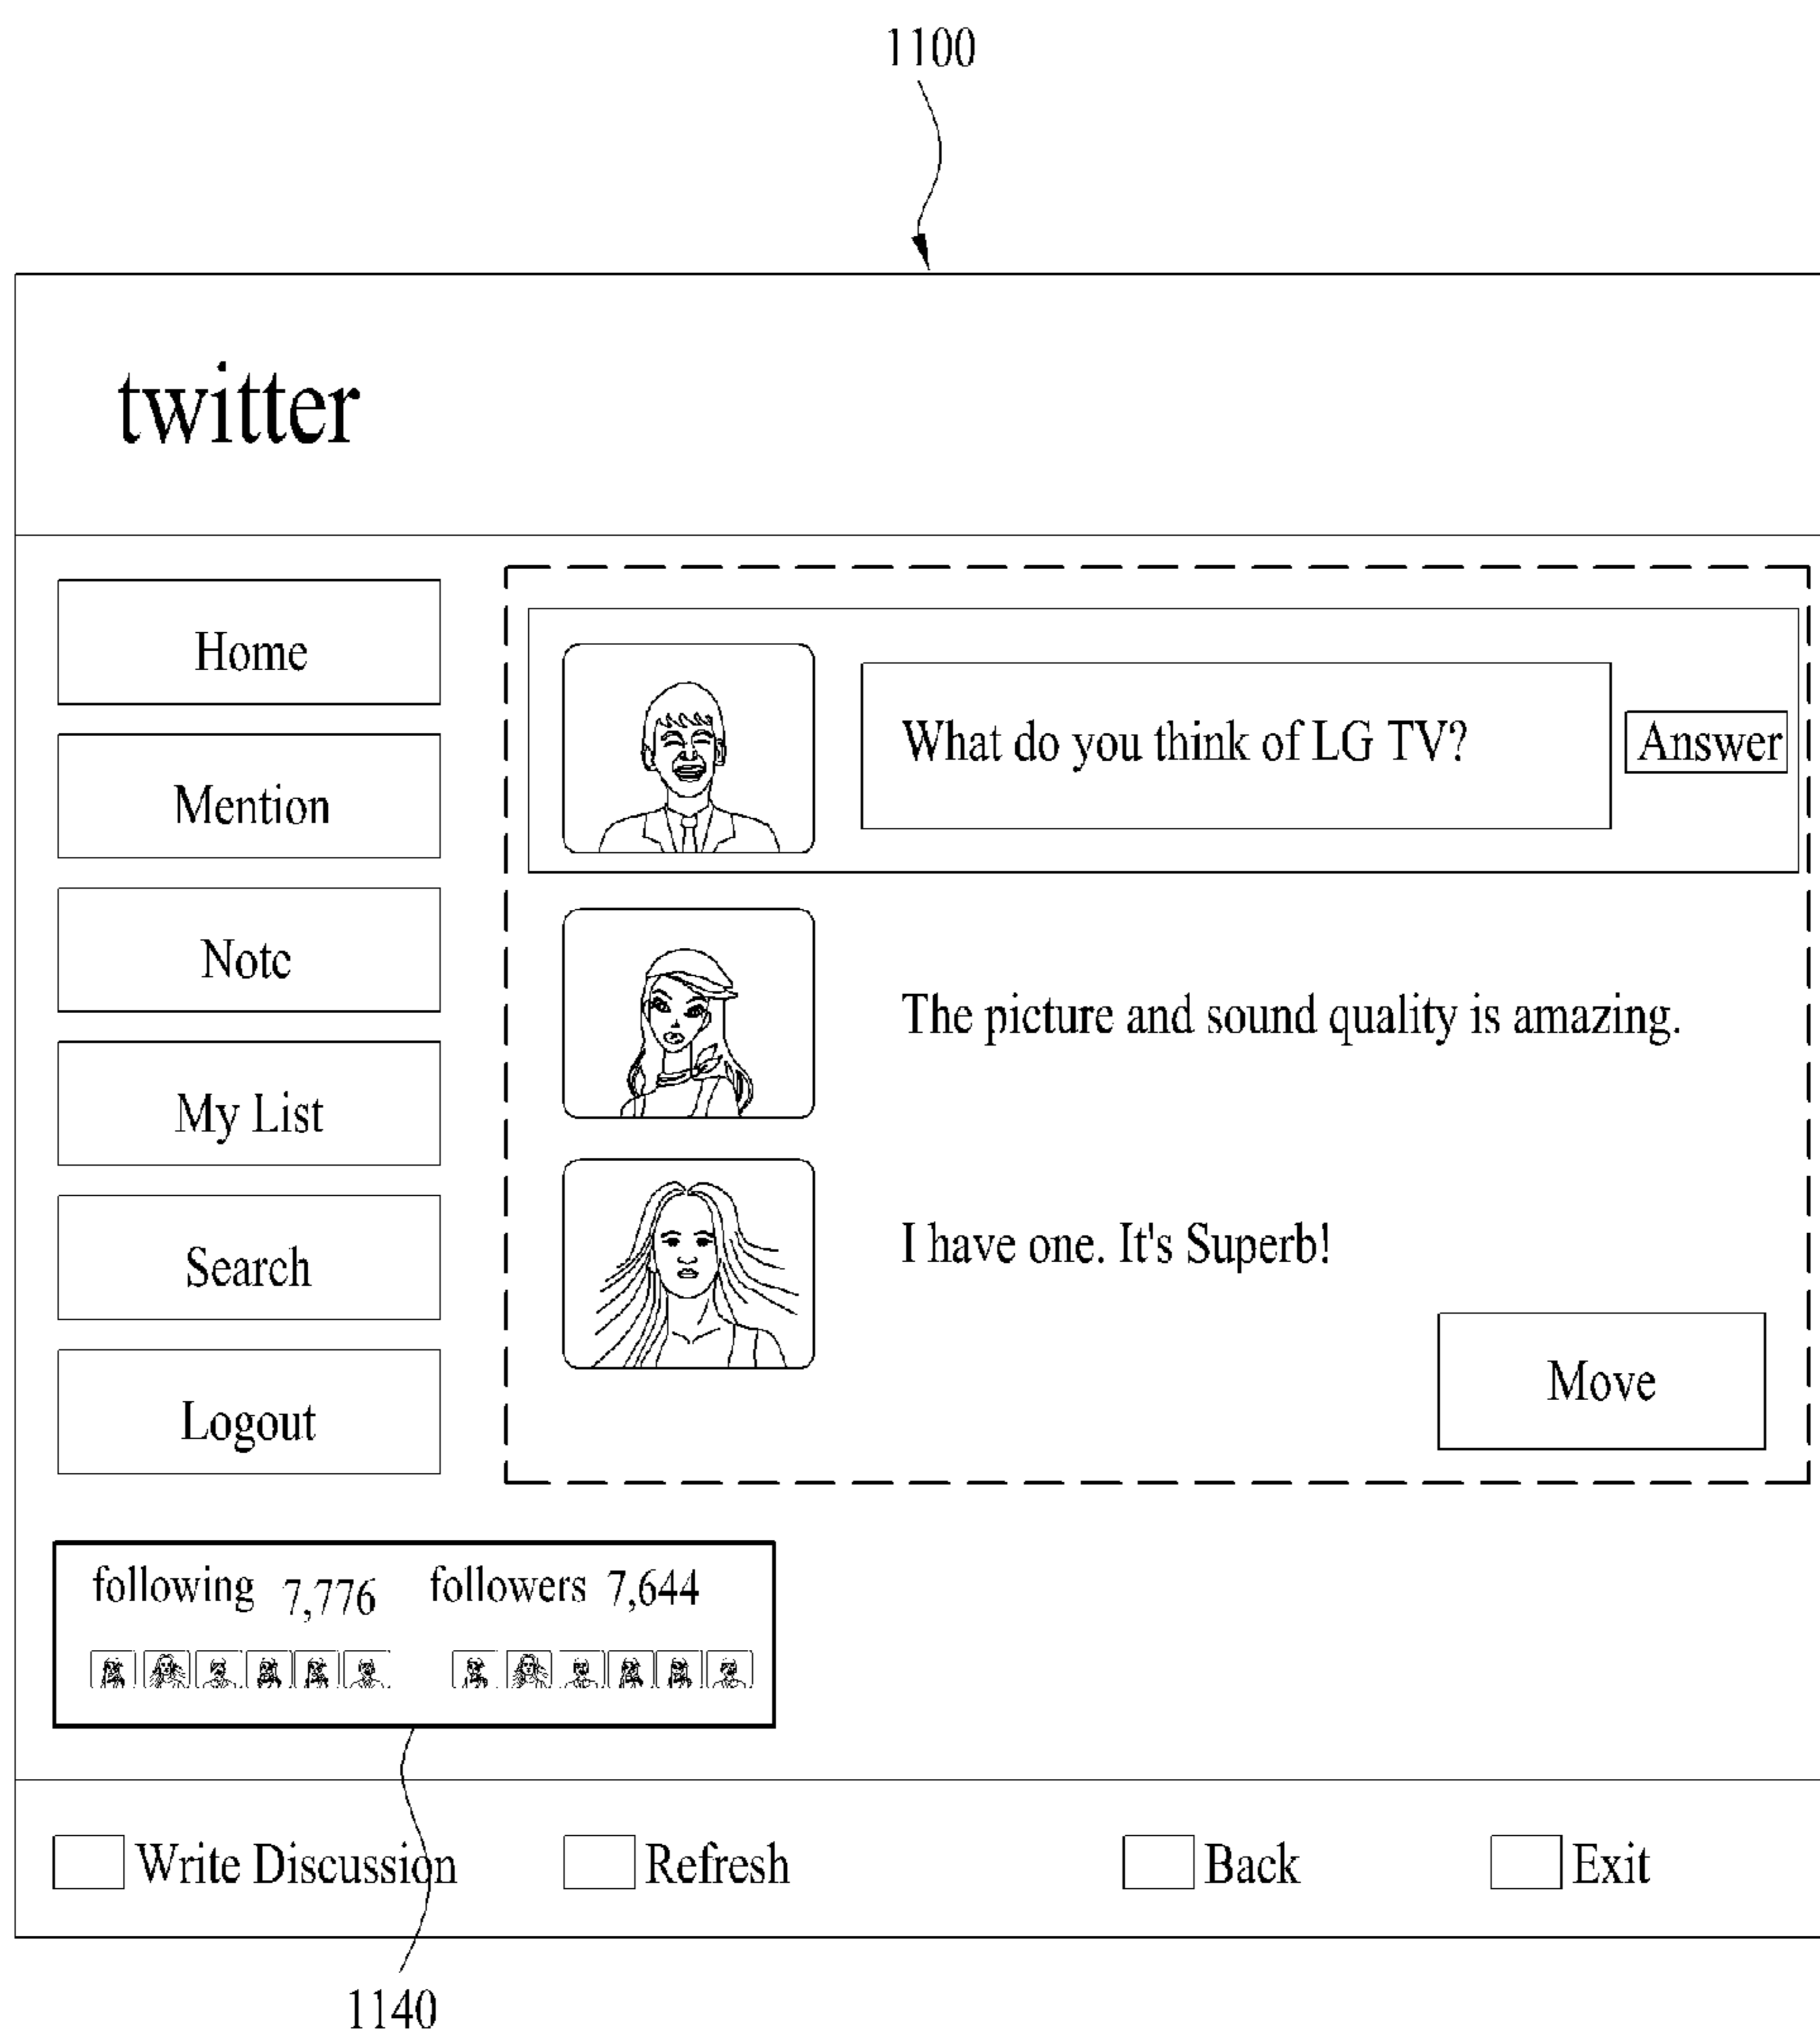 1100
twitter
Home
Mention
Note
My List
Search
Logout
What do you think of LG TV?
Answer
The picture and sound quality is amazing.
I have one. It's Superb!
Move
following 7,776 followers 7,644
Write Discussion Refresh Back Exit
1140